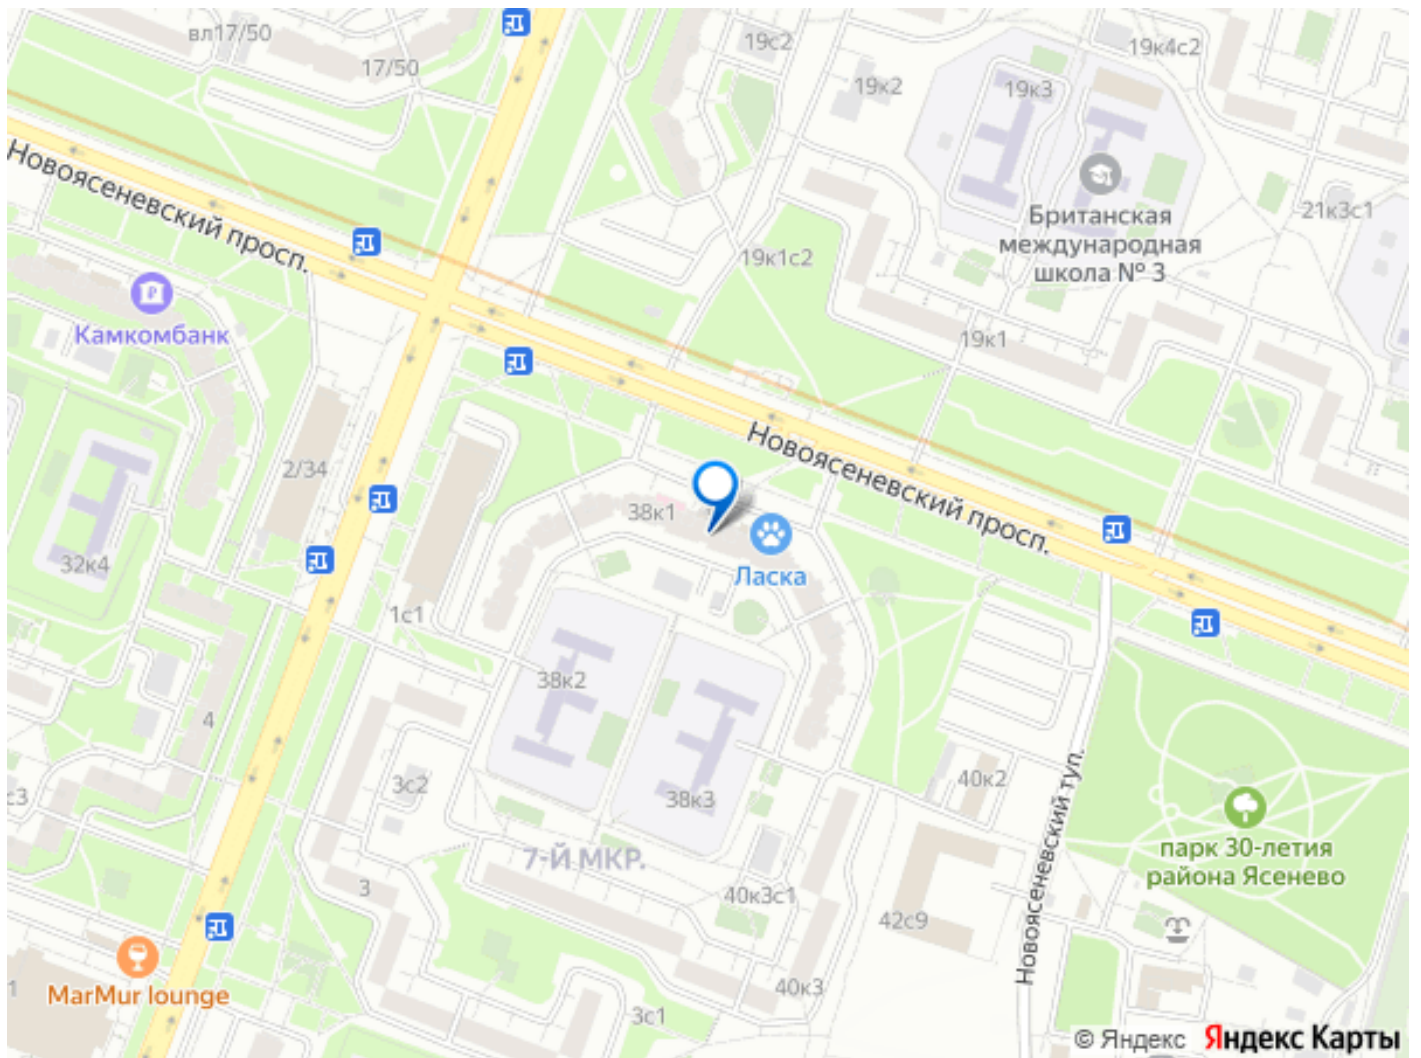 вл17/50
17/50
19с2
19к2
19к4с2
19к3
Новоясеневский просп.
Британская
международная
школа № 3
21к3с1
19к1с2
Камкомбанк
19к1
Новоясеневский просп.
2/34
38к1
Ласка
32к4
1с1
38к2
4
3с2
38к3
40к2
Новоясеневский туп.
с3
парк 30-летия
района Ясенево
7-Й МКР.
3
40к3с1
42с9
MarMur lounge
1
40к3
3с1
© Яндекс Яндекс Карты